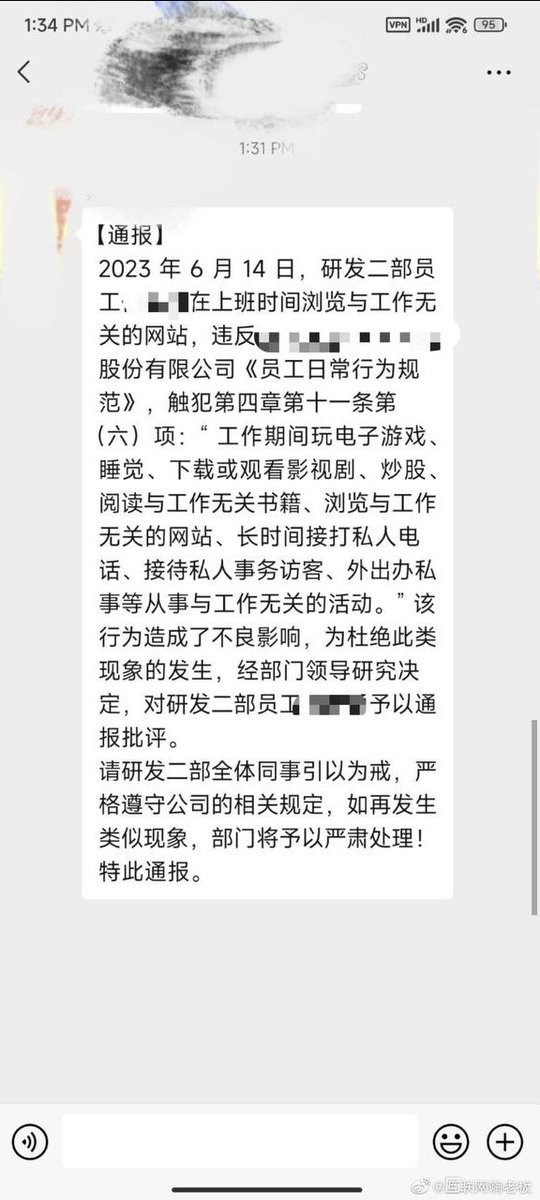 1:34 PM
VPN
HD
95
1:31 PM
【通报】
2023 年 6 月 14 日，研发二部员
工 在上班时间浏览与工作无
关的网站，违反
股份有限公司《员工日常行为规
范》，触犯第四章第十一条第
（六）项：“ 工作期间玩电子游戏、
睡觉、下载或观看影视剧、炒股、
阅读与工作无关书籍、浏览与工作
无关的网站、长时间接打私人电
话、接待私人事务访客、外出办私
事等从事与工作无关的活动。” 该
行为造成了不良影响，为杜绝此类
现象的发生，经部门领导研究决
定，对研发二部员工 予以通
报批评。
请研发二部全体同事引以为戒，严
格遵守公司的相关规定，如再发生
类似现象，部门将予以严肃处理！
特此通报。
@互联网嗨老板